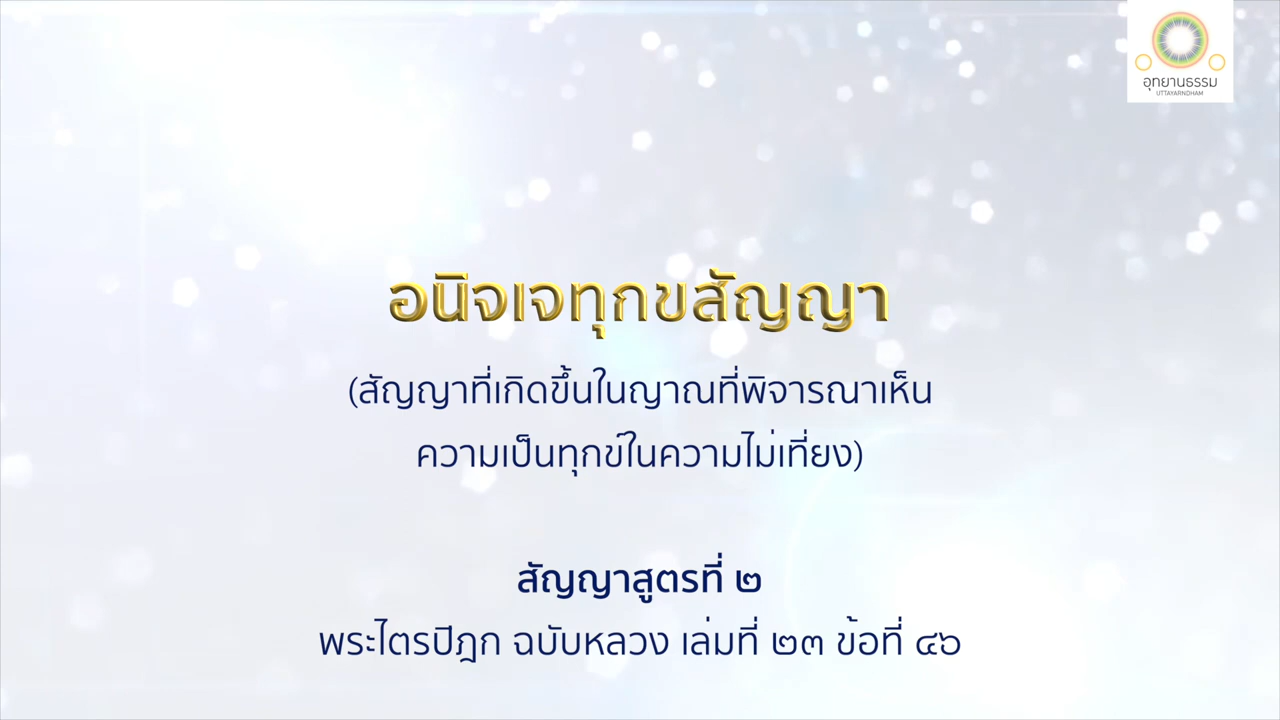 อุทยานธรรม
UTTAYARNDHAM
อนิจเจทุกขสัญญา
(สัญญาที่เกิดขึ้นในญาณที่พิจารณาเห็น
ความเป็นทุกข์ในความไม่เที่ยง)
สัญญาสูตรที่ ๒
พระไตรปิฎก ฉบับหลวง เล่มที่ ๒๓ ข้อที่ ๔๖